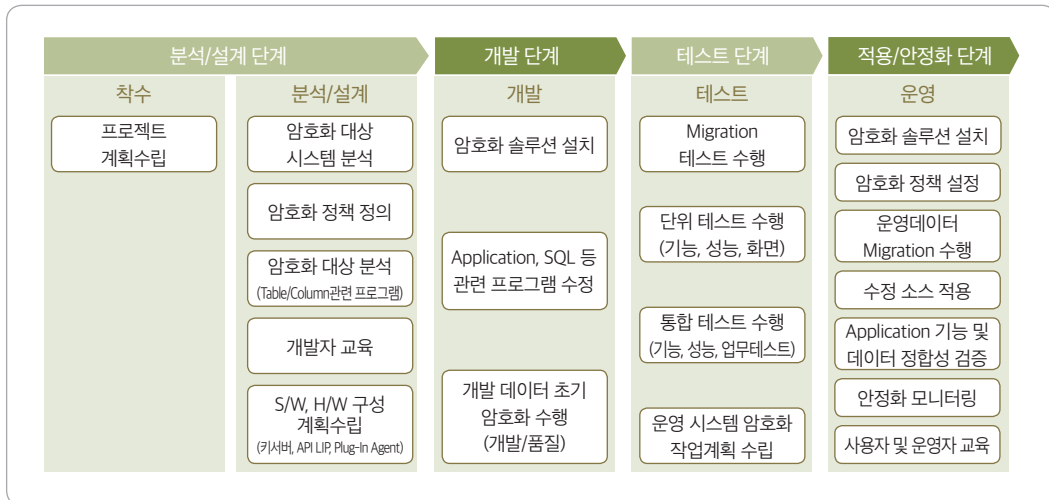 분석/설계 단계
개발 단계
테스트 단계
적용/안정화 단계
착수
분석/설계
개발
테스트
운영
프로젝트
계획수립
암호화 대상
시스템 분석
암호화 정책 정의
암호화 대상 분석
(Table/Column관련 프로그램)
개발자 교육
S/W, H/W 구성
계획수립
(키서버, API LIP, Plug-In Agent)
암호화 솔루션 설치
Application, SQL 등
관련 프로그램 수정
개발 데이터 초기
암호화 수행
(개발/품질)
Migration
테스트 수행
단위 테스트 수행
(기능, 성능, 화면)
통합 테스트 수행
(기능, 성능, 업무테스트)
운영 시스템 암호화
작업계획 수립
암호화 솔루션 설치
암호화 정책 설정
운영데이터
Migration 수행
수정 소스 적용
Application 기능 및
데이터 정합성 검증
안정화 모니터링
사용자 및 운영자 교육